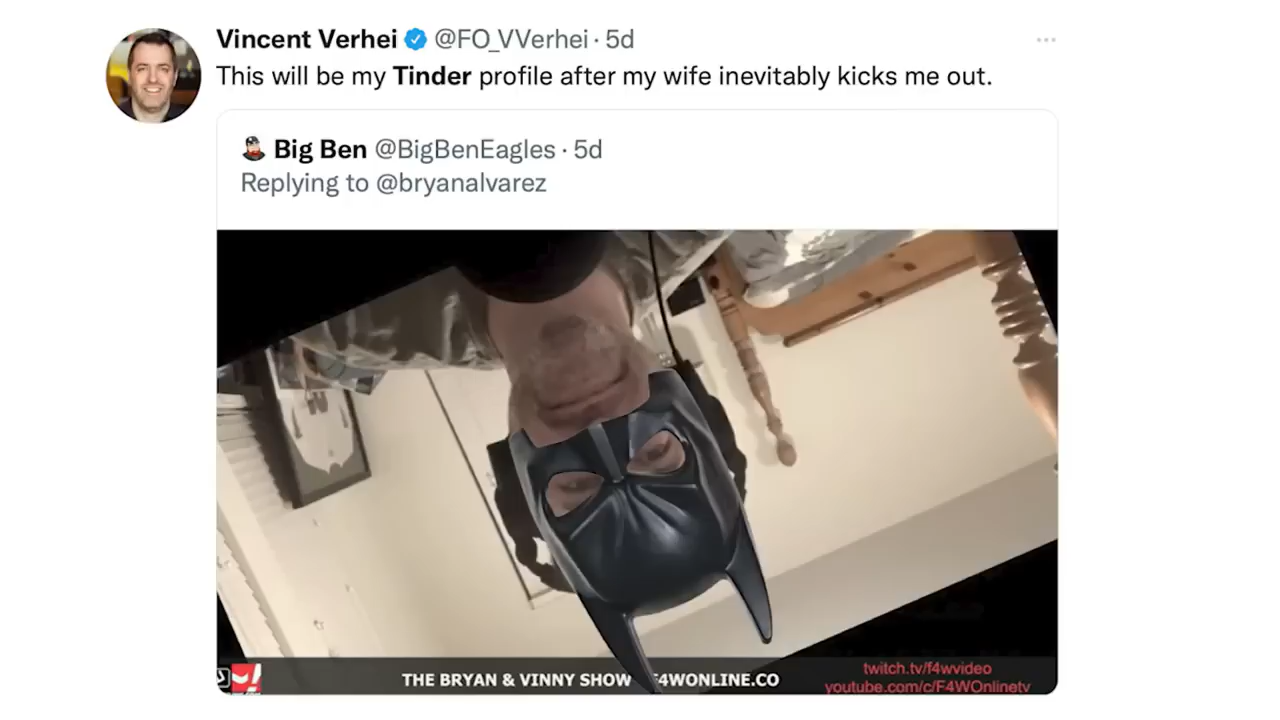 Vincent Verhei @FO_VVerhei · 5d
This will be my Tinder profile after my wife inevitably kicks me out.
Big Ben @BigBenEagles · 5d
Replying to @bryanalvarez
THE BRYAN & VINNY SHOW
F4WONLINE.CO
twitch.tv/f4wvideo
youtube.com/c/F4WOnlinetv